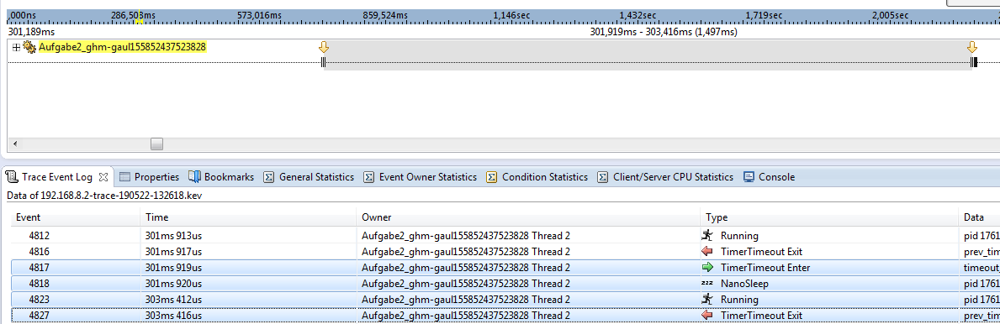 ,000ns 286,503ms 573,016ms 859,524ms 1,146sec 1,432sec 1,719sec 2,005sec
301,189ms 301,919ms - 303,416ms (1,497ms)
Aufgabe2_ghm-gaul155852437523828
Trace Event Log Properties Bookmarks General Statistics Event Owner Statistics Condition Statistics Client/Server CPU Statistics Console
Data of 192.168.8.2-trace-190522-132618.kev
Event Time Owner Type Data
4812 301ms 913us Aufgabe2_ghm-gaul155852437523828 Thread 2 Running pid 1761
4816 301ms 917us Aufgabe2_ghm-gaul155852437523828 Thread 2 TimerTimeout Exit prev_tim
4817 301ms 919us Aufgabe2_ghm-gaul155852437523828 Thread 2 TimerTimeout Enter timeout_
4818 301ms 920us Aufgabe2_ghm-gaul155852437523828 Thread 2 NanoSleep pid 1761
4823 303ms 412us Aufgabe2_ghm-gaul155852437523828 Thread 2 Running pid 1761
4827 303ms 416us Aufgabe2_ghm-gaul155852437523828 Thread 2 TimerTimeout Exit prev_tim